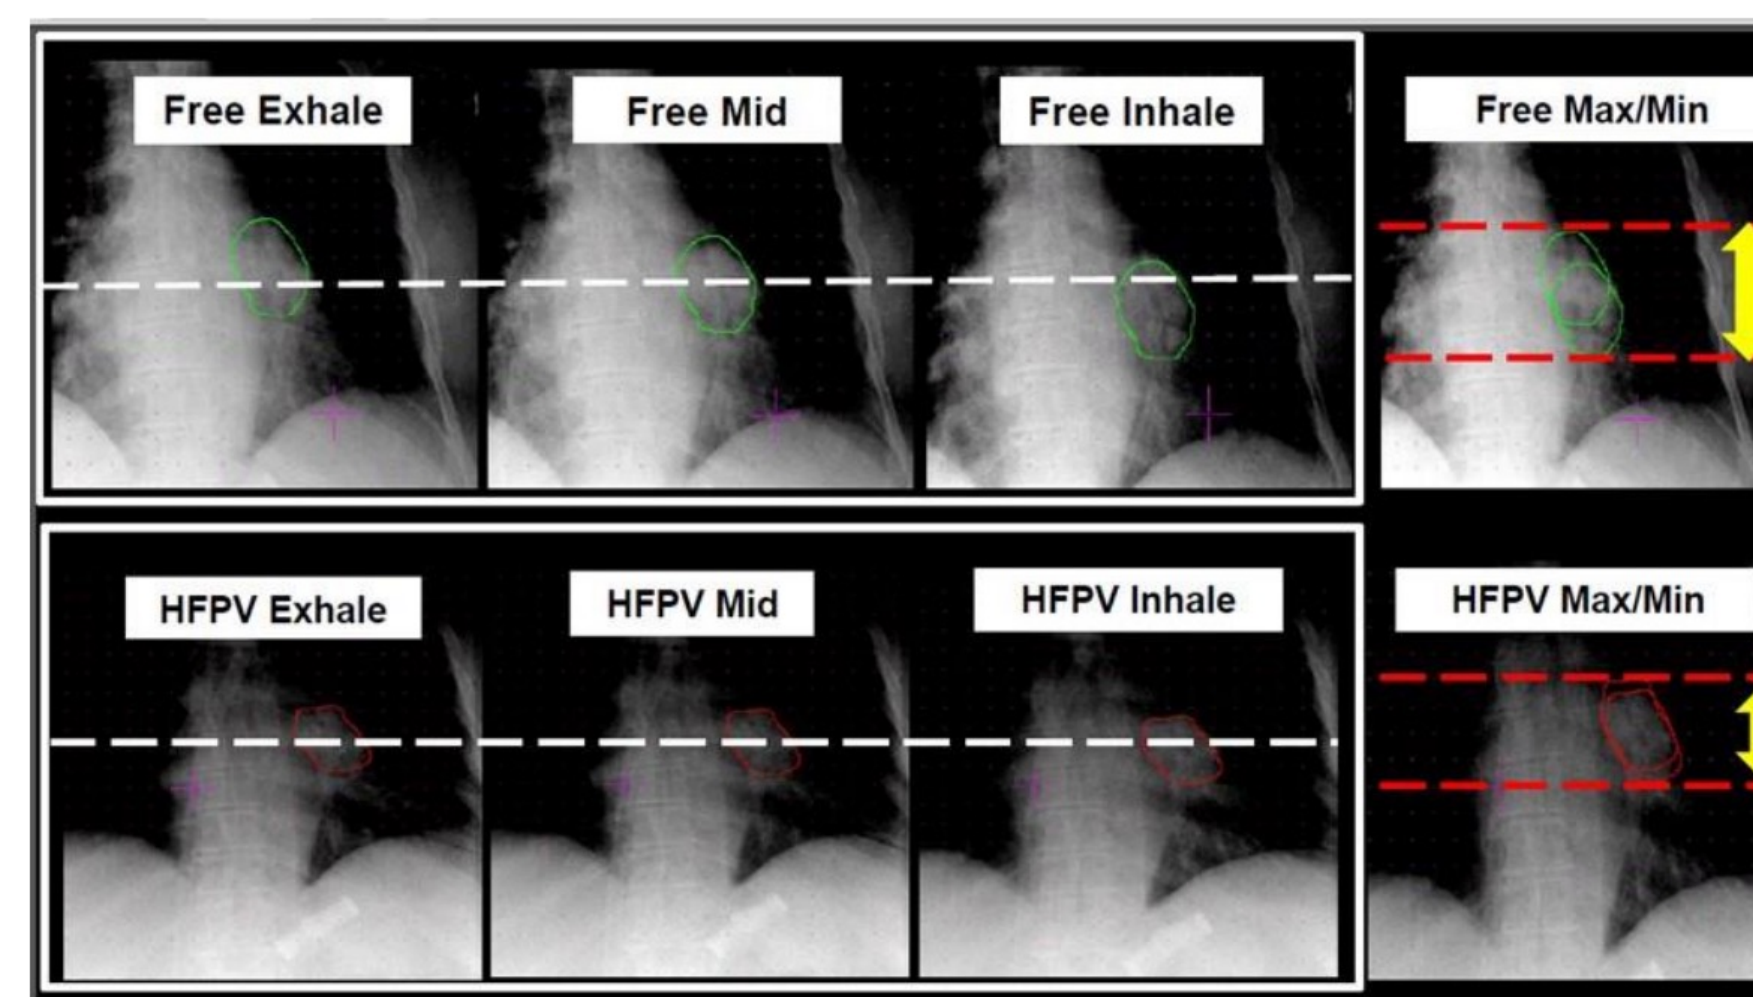 Free Exhale
Free Mid
Free Inhale
Free Max/Min
HFPV Exhale
HFPV Mid
HFPV Inhale
HFPV Max/Min